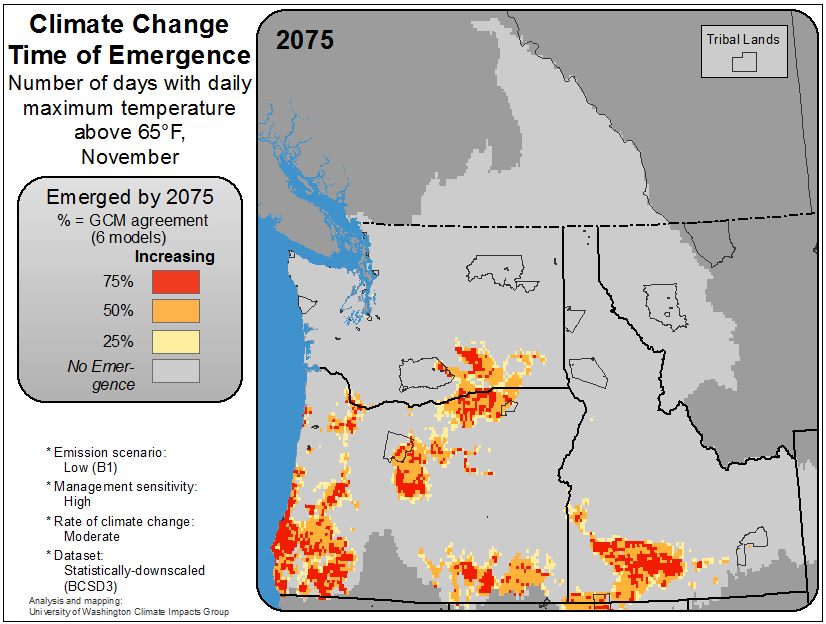 Climate Change
Time of Emergence
Number of days with daily
maximum temperature
above 65°F,
November
Emerged by 2075
% = GCM agreement
(6 models)
Increasing
75%
50%
25%
No Emer-
gence
* Emission scenario:
Low (B1)
* Management sensitivity:
High
* Rate of climate change:
Moderate
* Dataset:
Statistically-downscaled
(BCSD3)
Analysis and mapping:
University of Washington Climate Impacts Group
2075
Tribal Lands